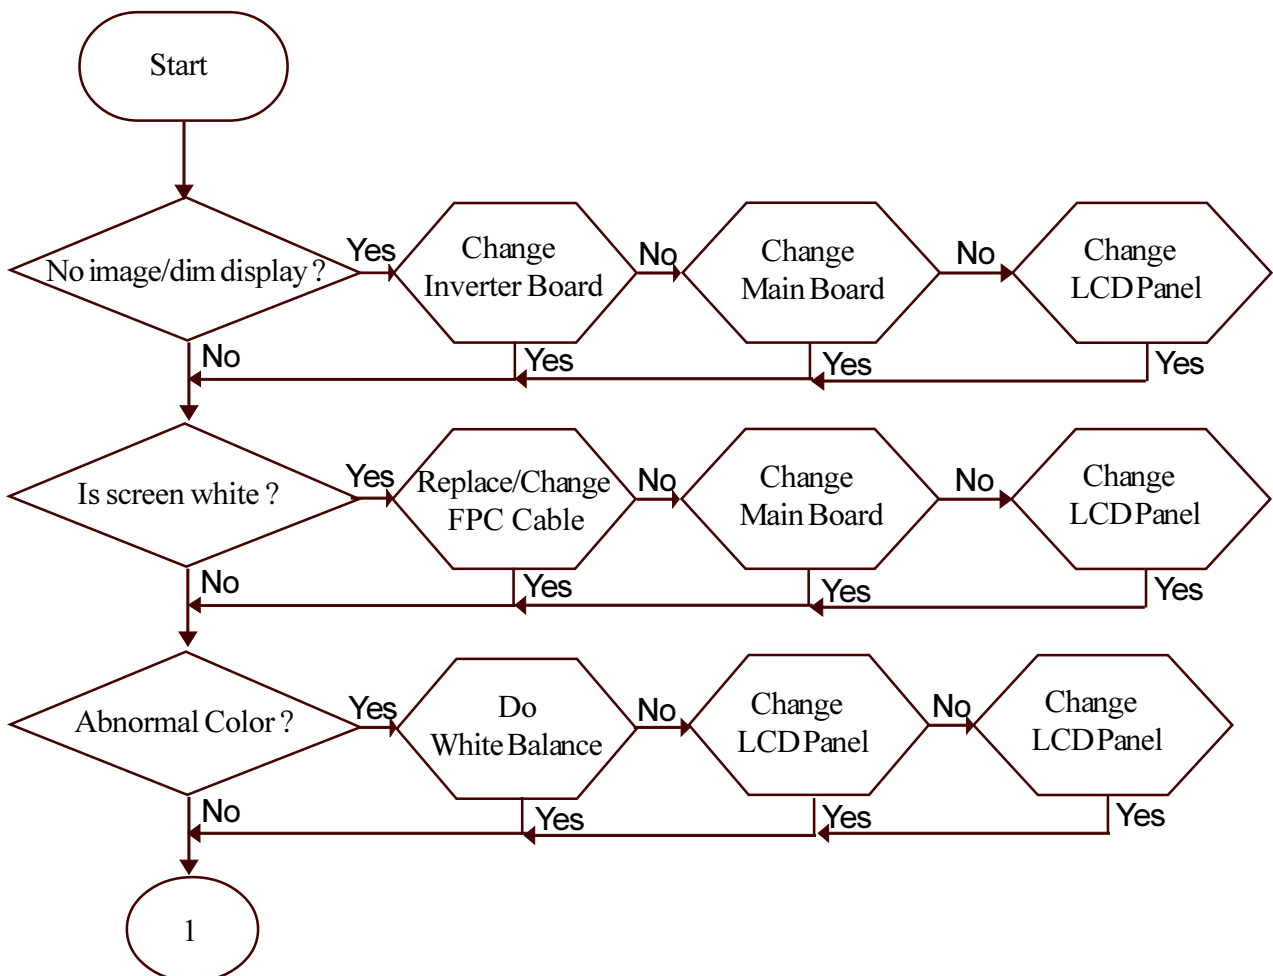 Start
No image/dim display ?
Yes
Change
Inverter Board
No
Change
Main Board
No
Change
LCD Panel
No
Yes
Yes
Yes
Is screen white ?
Yes
Replace/Change
FPC Cable
No
Change
Main Board
No
Change
LCD Panel
No
Yes
Yes
Yes
Abnormal Color ?
Yes
Do
White Balance
No
Change
LCD Panel
No
Change
LCD Panel
No
Yes
Yes
Yes
1